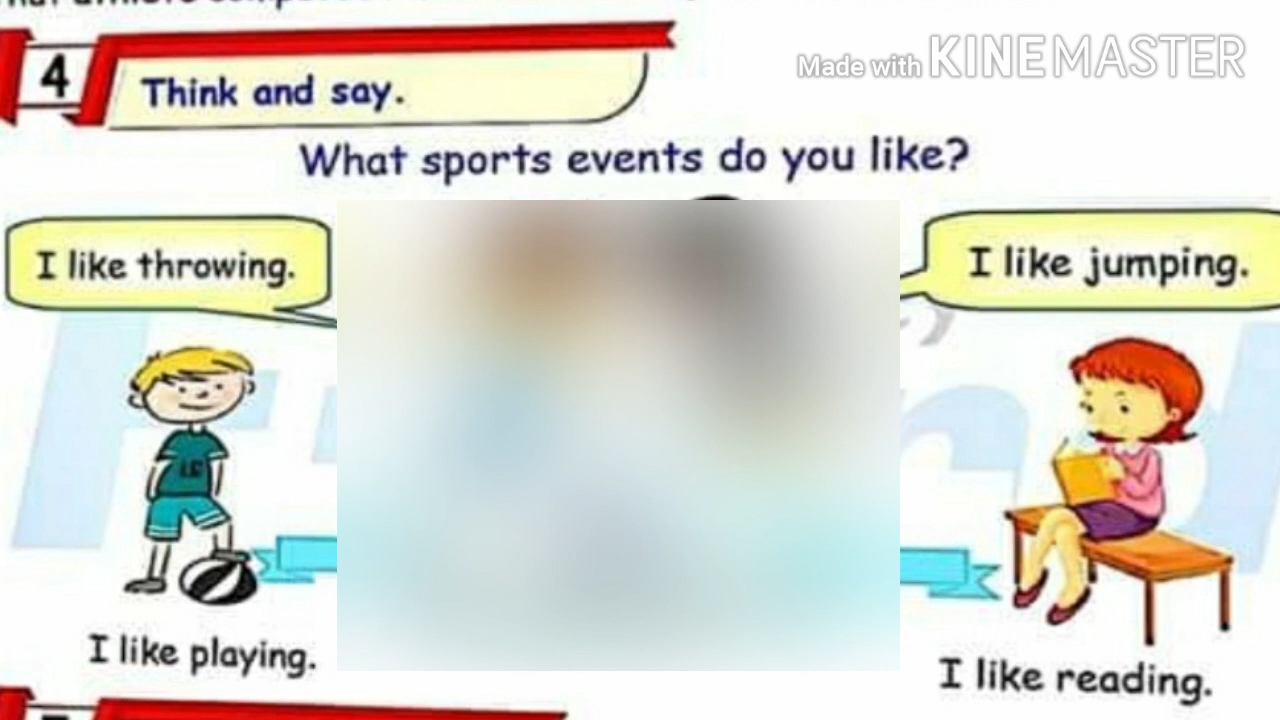 Made with KINEMASTER
4
Think and say.
What sports events do you like?
I like throwing.
I like jumping.
I like playing.
I like reading.